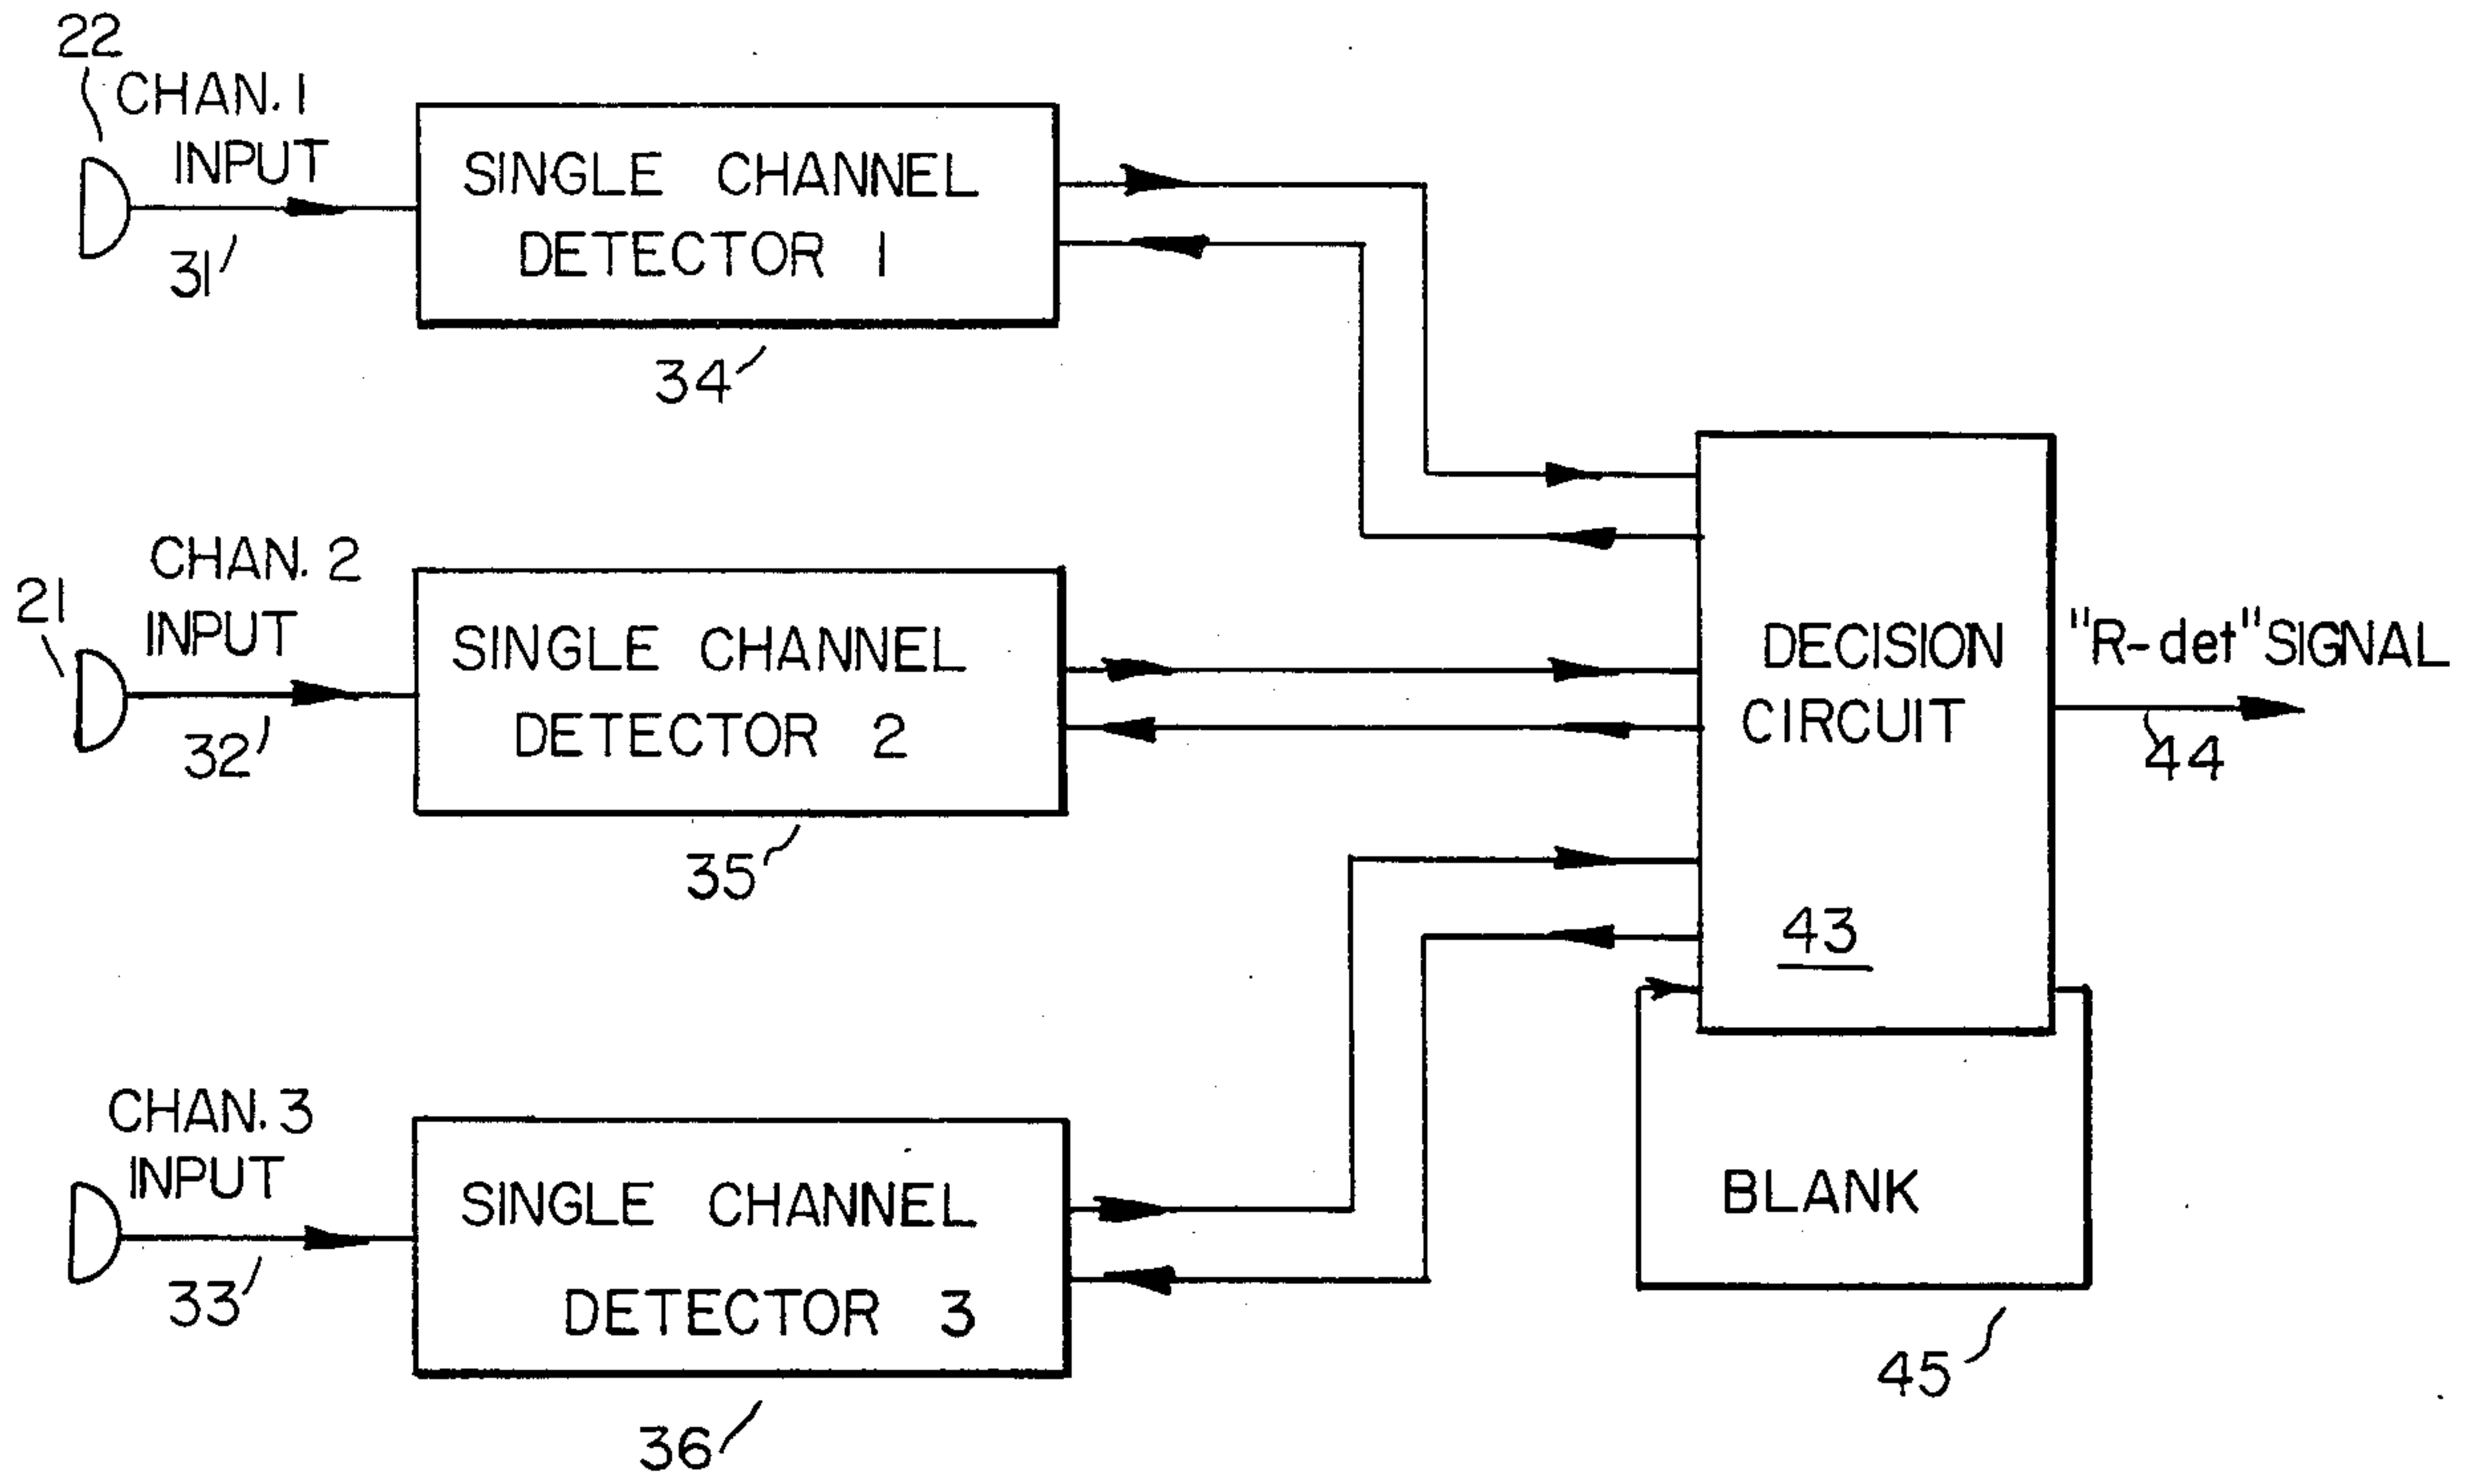 22
CHAN. 1
INPUT
31
SINGLE CHANNEL
DETECTOR 1
34
21
CHAN. 2
INPUT
32
SINGLE CHANNEL
DETECTOR 2
35
CHAN. 3
INPUT
33
SINGLE CHANNEL
DETECTOR 3
36
DECISION
CIRCUIT
43
"R-det" SIGNAL
44
BLANK
45